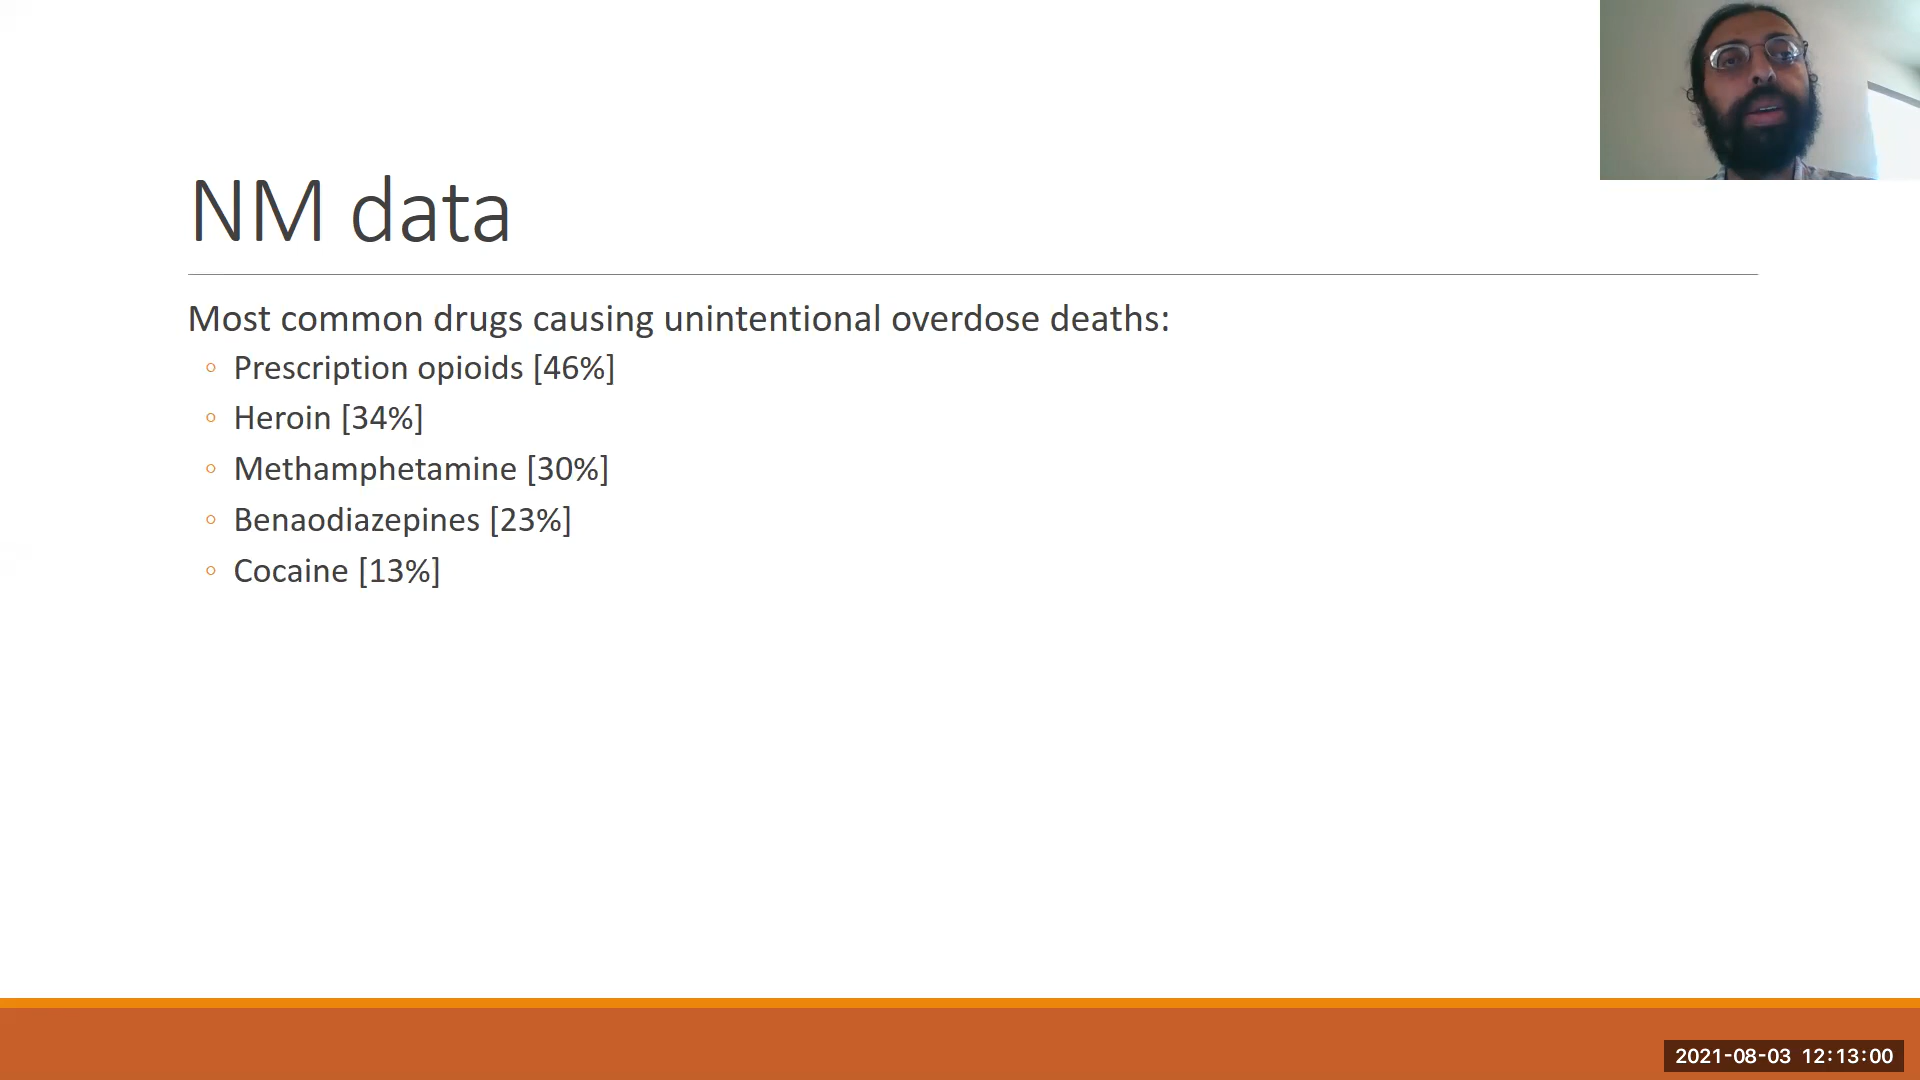 NM data
Most common drugs causing unintentional overdose deaths:
◦ Prescription opioids [46%]
◦ Heroin [34%]
◦ Methamphetamine [30%]
◦ Benaodiazepines [23%]
◦ Cocaine [13%]
2021-08-03 12:13:00